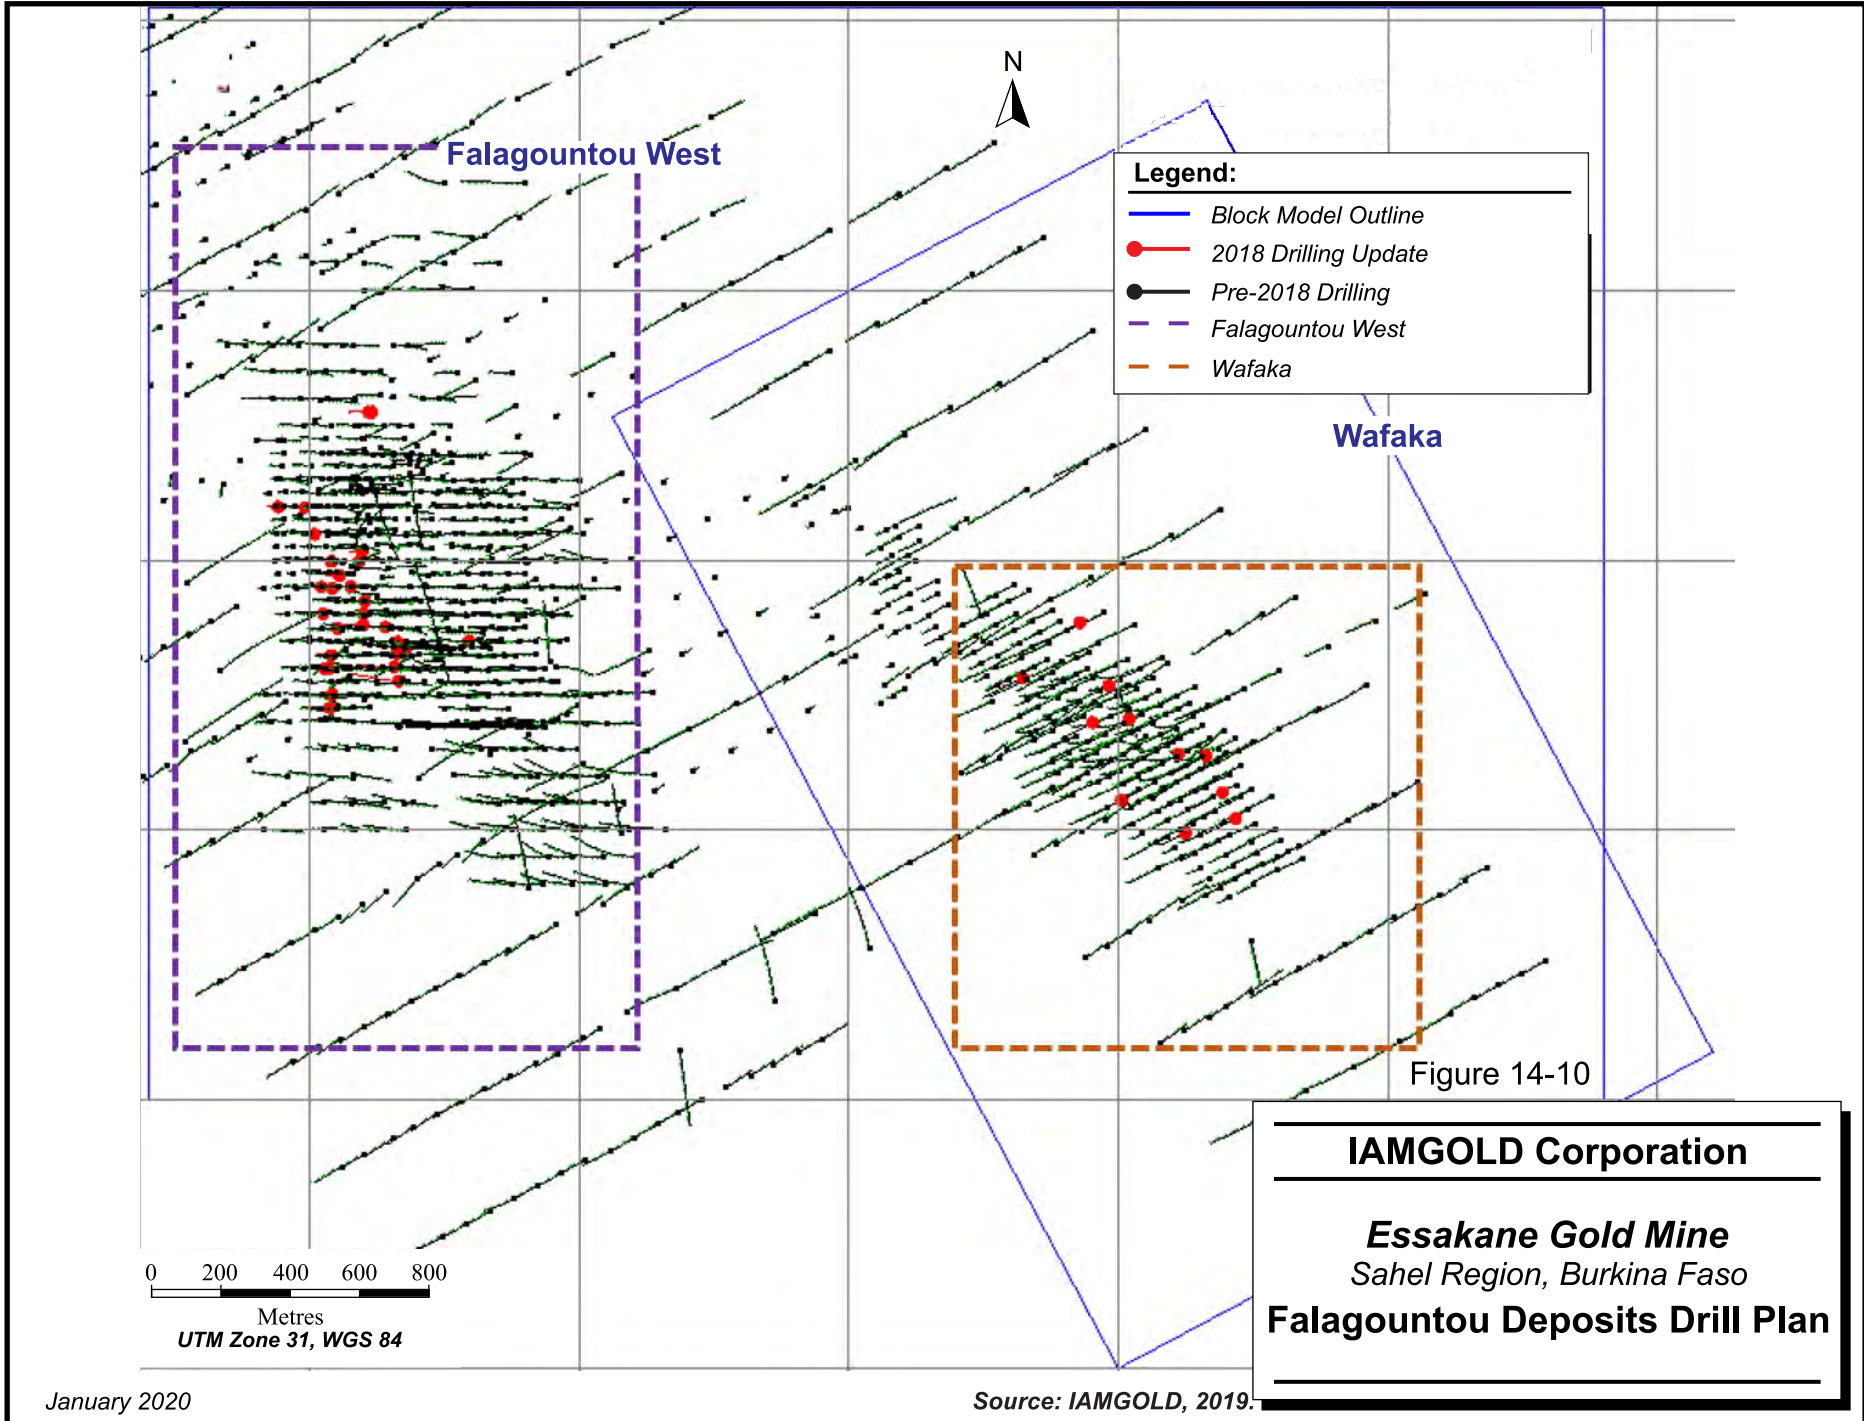 N
Falagountou West
Legend:
Block Model Outline
2018 Drilling Update
Pre-2018 Drilling
Falagountou West
Wafaka
Wafaka
Figure 14-10
IAMGOLD Corporation
Essakane Gold Mine
Sahel Region, Burkina Faso
Falagountou Deposits Drill Plan
0 200 400 600 800
Metres
UTM Zone 31, WGS 84
January 2020
Source: IAMGOLD, 2019.